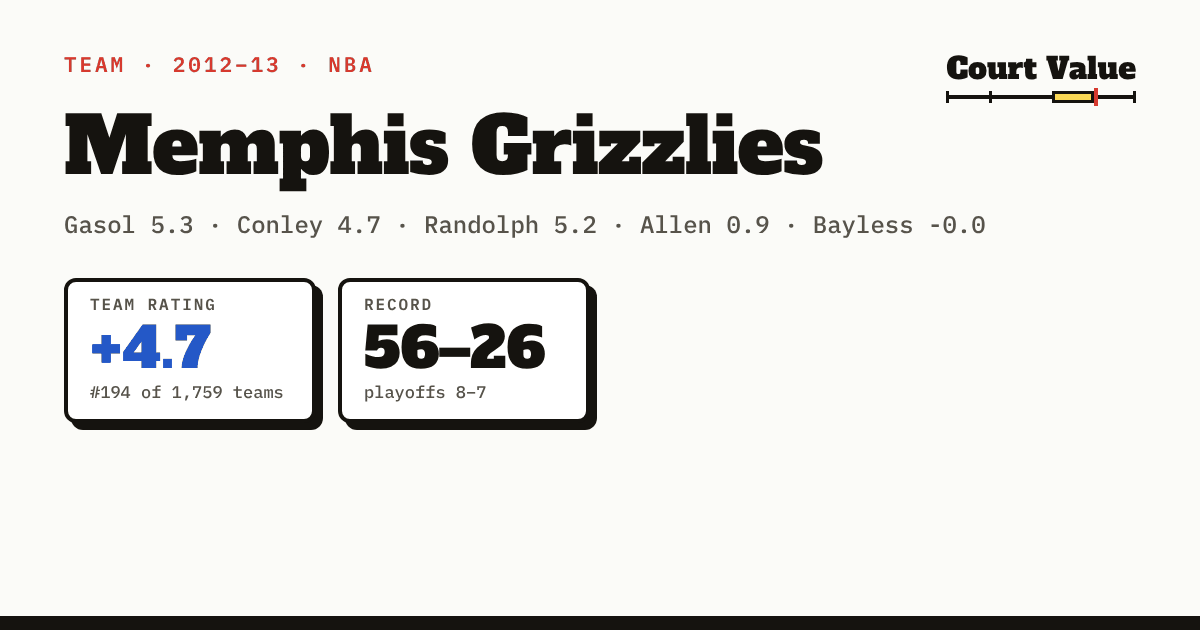 TEAM · 2012–13 · NBA
Court Value
Memphis Grizzlies
Gasol 5.3 · Conley 4.7 · Randolph 5.2 · Allen 0.9 · Bayless -0.0
TEAM RATING
+4.7
#194 of 1,759 teams
RECORD
56–26
playoffs 8–7